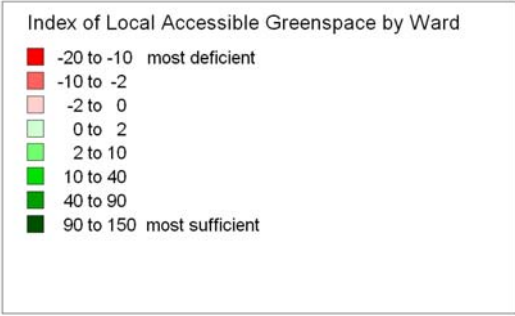 Index of Local Accessible Greenspace by Ward
-20 to -10 most deficient
-10 to -2
-2 to 0
0 to 2
2 to 10
10 to 40
40 to 90
90 to 150 most sufficient